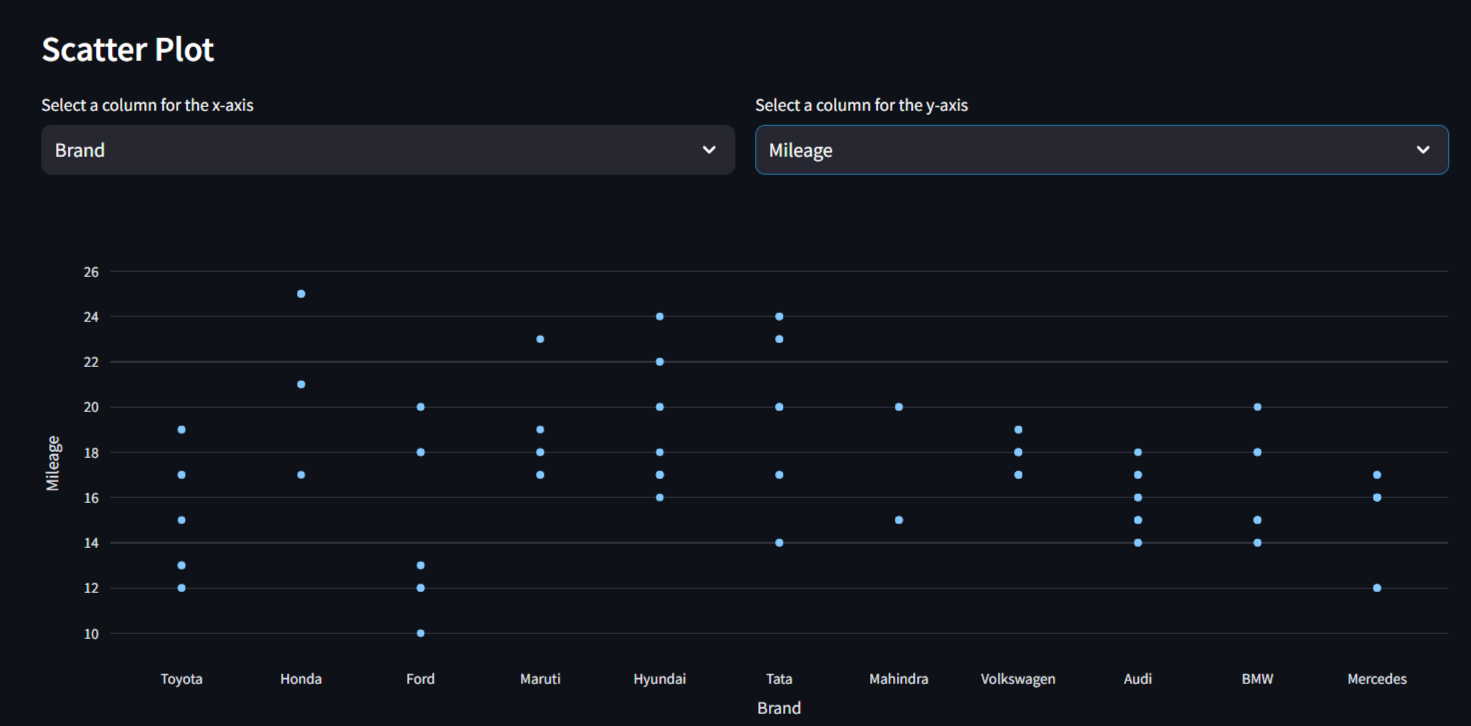 Scatter Plot
Select a column for the x-axis
Select a column for the y-axis
Brand
Mileage
26
24
22
20
18
16
14
12
10
Mileage
Toyota Honda Ford Maruti Hyundai Tata Mahindra Volkswagen Audi BMW Mercedes
Brand